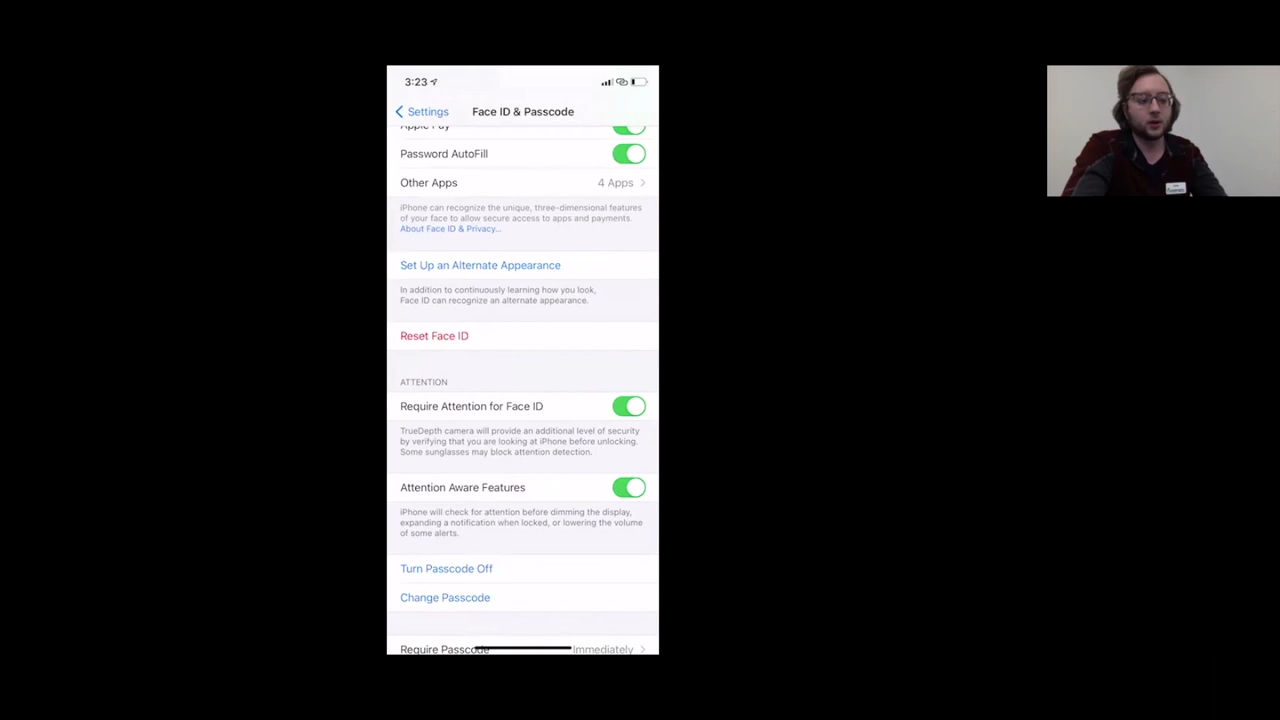 3:23
Settings
Face ID & Passcode
Apple Pay
Password AutoFill
Other Apps
4 Apps
iPhone can recognize the unique, three-dimensional features
of your face to allow secure access to apps and payments.
About Face ID & Privacy...
Set Up an Alternate Appearance
In addition to continuously learning how you look,
Face ID can recognize an alternate appearance.
Reset Face ID
ATTENTION
Require Attention for Face ID
TrueDepth camera will provide an additional level of security
by verifying that you are looking at iPhone before unlocking.
Some sunglasses may block attention detection.
Attention Aware Features
iPhone will check for attention before dimming the display,
expanding a notification when locked, or lowering the volume
of some alerts.
Turn Passcode Off
Change Passcode
Require Passcode
Immediately